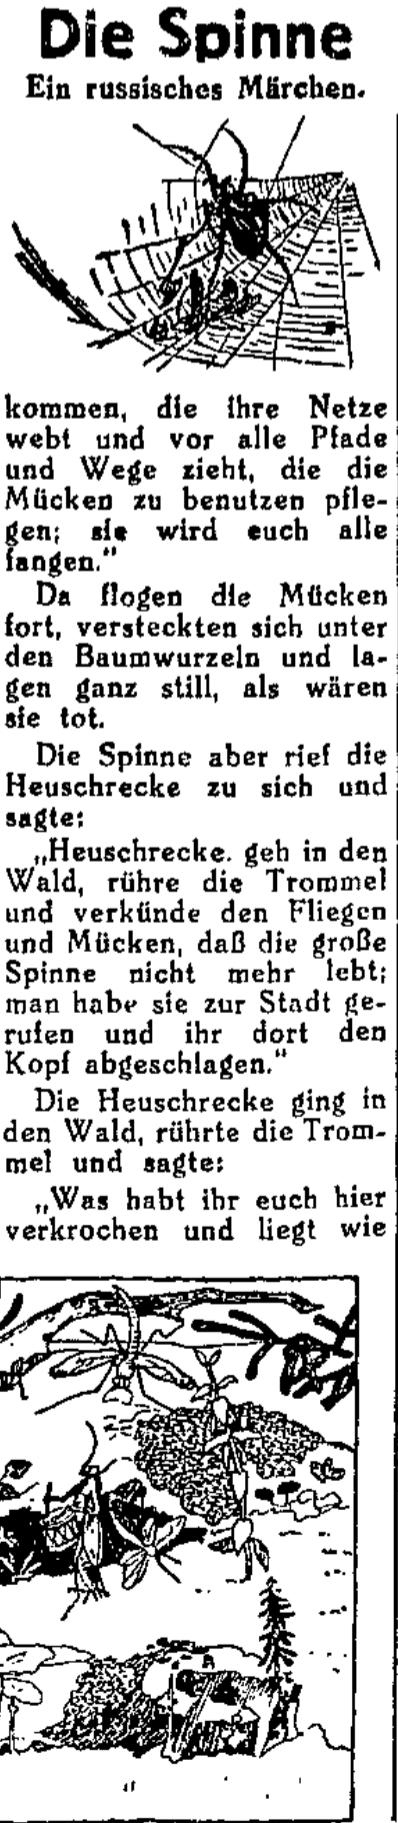 Die Spinne
Ein russisches Märchen.
kommen, die ihre Netze
webt und vor alle Pfade
und Wege zieht, die die
Mücken zu benutzen pfle-
gen; sie wird euch alle
fangen."
Da flogen die Mücken
fort, versteckten sich unter
den Baumwurzeln und la-
gen ganz still, als wären
sie tot.
Die Spinne aber rief die
Heuschrecke zu sich und
sagte:
„Heuschrecke. geh in den
Wald, rühre die Trommel
und verkünde den Fliegen
und Mücken, daß die große
Spinne nicht mehr lebt;
man habe sie zur Stadt ge-
rufen und ihr dort den
Kopf abgeschlagen."
Die Heuschrecke ging in
den Wald, rührte die Trom-
mel und sagte:
„Was habt ihr euch hier
verkrochen und liegt wie